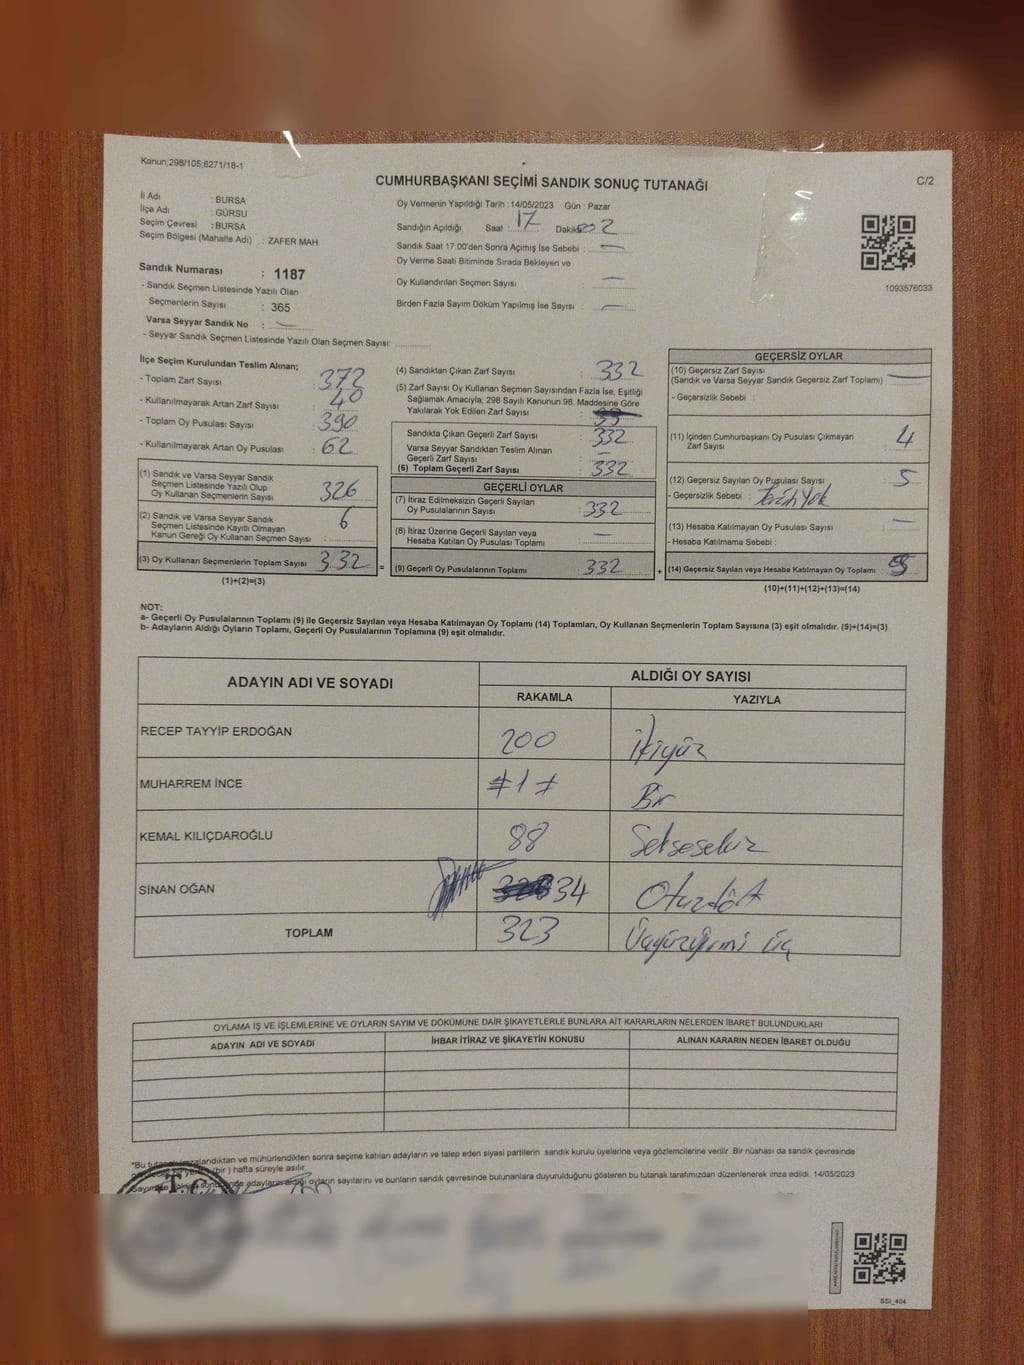 Kanun;298/105;6271/18-1
CUMHURBAŞKANI SEÇİMİ SANDIK SONUÇ TUTANAĞI
C/2
İl Adı : BURSA
İlçe Adı : GÜRSU
Seçim Çevresi : BURSA
Seçim Bölgesi (Mahalle Adı) : ZAFER MAH.
Oy Vermenin Yapıldığı Tarih : 14/05/2023 Gün : Pazar
Sandığın Açıldığı Saat : 17 Dakika
Sandık Saat 17:00'den Sonra Açılmış İse Sebebi : —
Oy Verme Saati Bitiminde Sırada Bekleyen ve
Oy Kullandırılan Seçmen Sayısı : —
Birden Fazla Sayım Döküm Yapılmış İse Sayısı : —
1093576033
Sandık Numarası : 1187
- Sandık Seçmen Listesinde Yazılı Olan
Seçmenlerin Sayısı : 365
Varsa Seyyar Sandık No : —
- Seyyar Sandık Seçmen Listesinde Yazılı Olan Seçmen Sayısı:
İlçe Seçim Kurulundan Teslim Alınan;
- Toplam Zarf Sayısı : 372
- Kullanılmayarak Artan Zarf Sayısı : 40
- Toplam Oy Pusulası Sayısı : 390
- Kullanılmayarak Artan Oy Pusulası : 62
(1) Sandık ve Varsa Seyyar Sandık
Seçmen Listesinde Yazılı Olup
Oy Kullanan Seçmenlerin Sayısı : 326
(2) Sandık ve Varsa Seyyar Sandık
Seçmen Listesinde Kayıtlı Olmayan
Kanun Gereği Oy Kullanan Seçmen Sayısı : 6
(3) Oy Kullanan Seçmenlerin Toplam Sayısı : 332
(1)+(2)=(3)
=
(4) Sandıktan Çıkan Zarf Sayısı : 332
(5) Zarf Sayısı Oy Kullanan Seçmen Sayısından Fazla İse, Eşitliği
Sağlamak Amacıyla; 298 Sayılı Kanunun 98. Maddesine Göre
Yakılarak Yok Edilen Zarf Sayısı :
Sandıkta Çıkan Geçerli Zarf Sayısı : 332
Varsa Seyyar Sandıktan Teslim Alınan
Geçerli Zarf Sayısı : —
(6) Toplam Geçerli Zarf Sayısı : 332
GEÇERLİ OYLAR
(7) İtiraz Edilmeksizin Geçerli Sayılan
Oy Pusulalarının Sayısı : 332
(8) İtiraz Üzerine Geçerli Sayılan veya
Hesaba Katılan Oy Pusulası Toplamı : —
(9) Geçerli Oy Pusulalarının Toplamı : 332
+
GEÇERSİZ OYLAR
(10) Geçersiz Zarf Sayısı
(Sandık ve Varsa Seyyar Sandık Geçersiz Zarf Toplamı) : —
- Geçersizlik Sebebi :
(11) İçinden Cumhurbaşkanı Oy Pusulası Çıkmayan
Zarf Sayısı : 4
(12) Geçersiz Sayılan Oy Pusulası Sayısı : 5
- Geçersizlik Sebebi : Yok
(13) Hesaba Katılmayan Oy Pusulası Sayısı : —
- Hesaba Katılmama Sebebi :
(14) Geçersiz Sayılan veya Hesaba Katılmayan Oy Toplamı :
(10)+(11)+(12)+(13)=(14)
NOT:
a- Geçerli Oy Pusulalarının Toplamı (9) ile Geçersiz Sayılan veya Hesaba Katılmayan Oy Toplamı (14) Toplamları, Oy Kullanan Seçmenlerin Toplam Sayısına (3) eşit olmalıdır. (9)+(14)=(3)
b- Adayların Aldığı Oyların Toplamı, Geçerli Oy Pusulalarının Toplamına (9) eşit olmalıdır.
ADAYIN ADI VE SOYADI ALDIĞI OY SAYISI
RAKAMLA YAZIYLA
RECEP TAYYİP ERDOĞAN 200 İkiyüz
MUHARREM İNCE ≠1≠ Bir
KEMAL KILIÇDAROĞLU 88 Seksesekiz
SİNAN OĞAN 34 Otuzdört
TOPLAM 323 Üçyüzyirmi üç
OYLAMA İŞ VE İŞLEMLERİNE VE OYLARIN SAYIM VE DÖKÜMÜNE DAİR ŞİKAYETLERLE BUNLARA AİT KARARLARIN NELERDEN İBARET BULUNDUKLARI
ADAYIN ADI VE SOYADI İHBAR İTİRAZ VE ŞİKAYETİN KONUSU ALINAN KARARIN NEDEN İBARET OLDUĞU
*Bu imzalandıktan ve mühürlendikten sonra seçime katılan adayların ve talep eden siyasi partilerin sandık kurulu üyelerine veya gözlemcilerine verilir. Bir nüshası da sandık çevresinde
(bir) hafta süreyle asılır.
adayların aldığı oyların sayılarını ve bunların sandık çevresinde bulunanlara duyurulduğunu gösteren bu tutanak tarafımızdan düzenlenerek imza edildi. 14/05/2023
T.C.
SSI_404